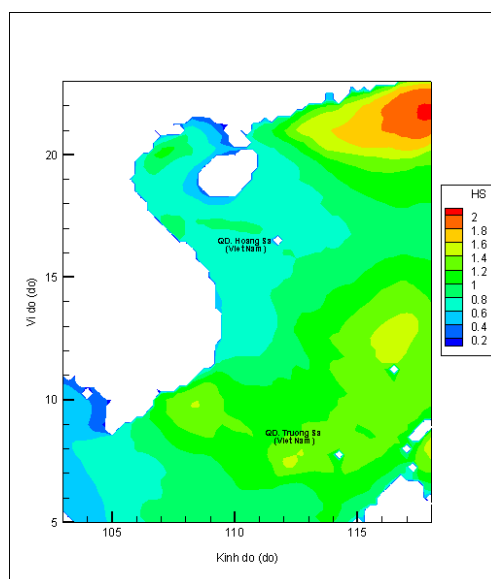 HS
2
1.8
1.6
1.4
1.2
1
0.8
0.6
0.4
0.2
20
15
10
5
Vi do (do)
QD. Hoang Sa
(Viet Nam)
QD. Truong Sa
(Viet Nam)
105
110
115
Kinh do (do)